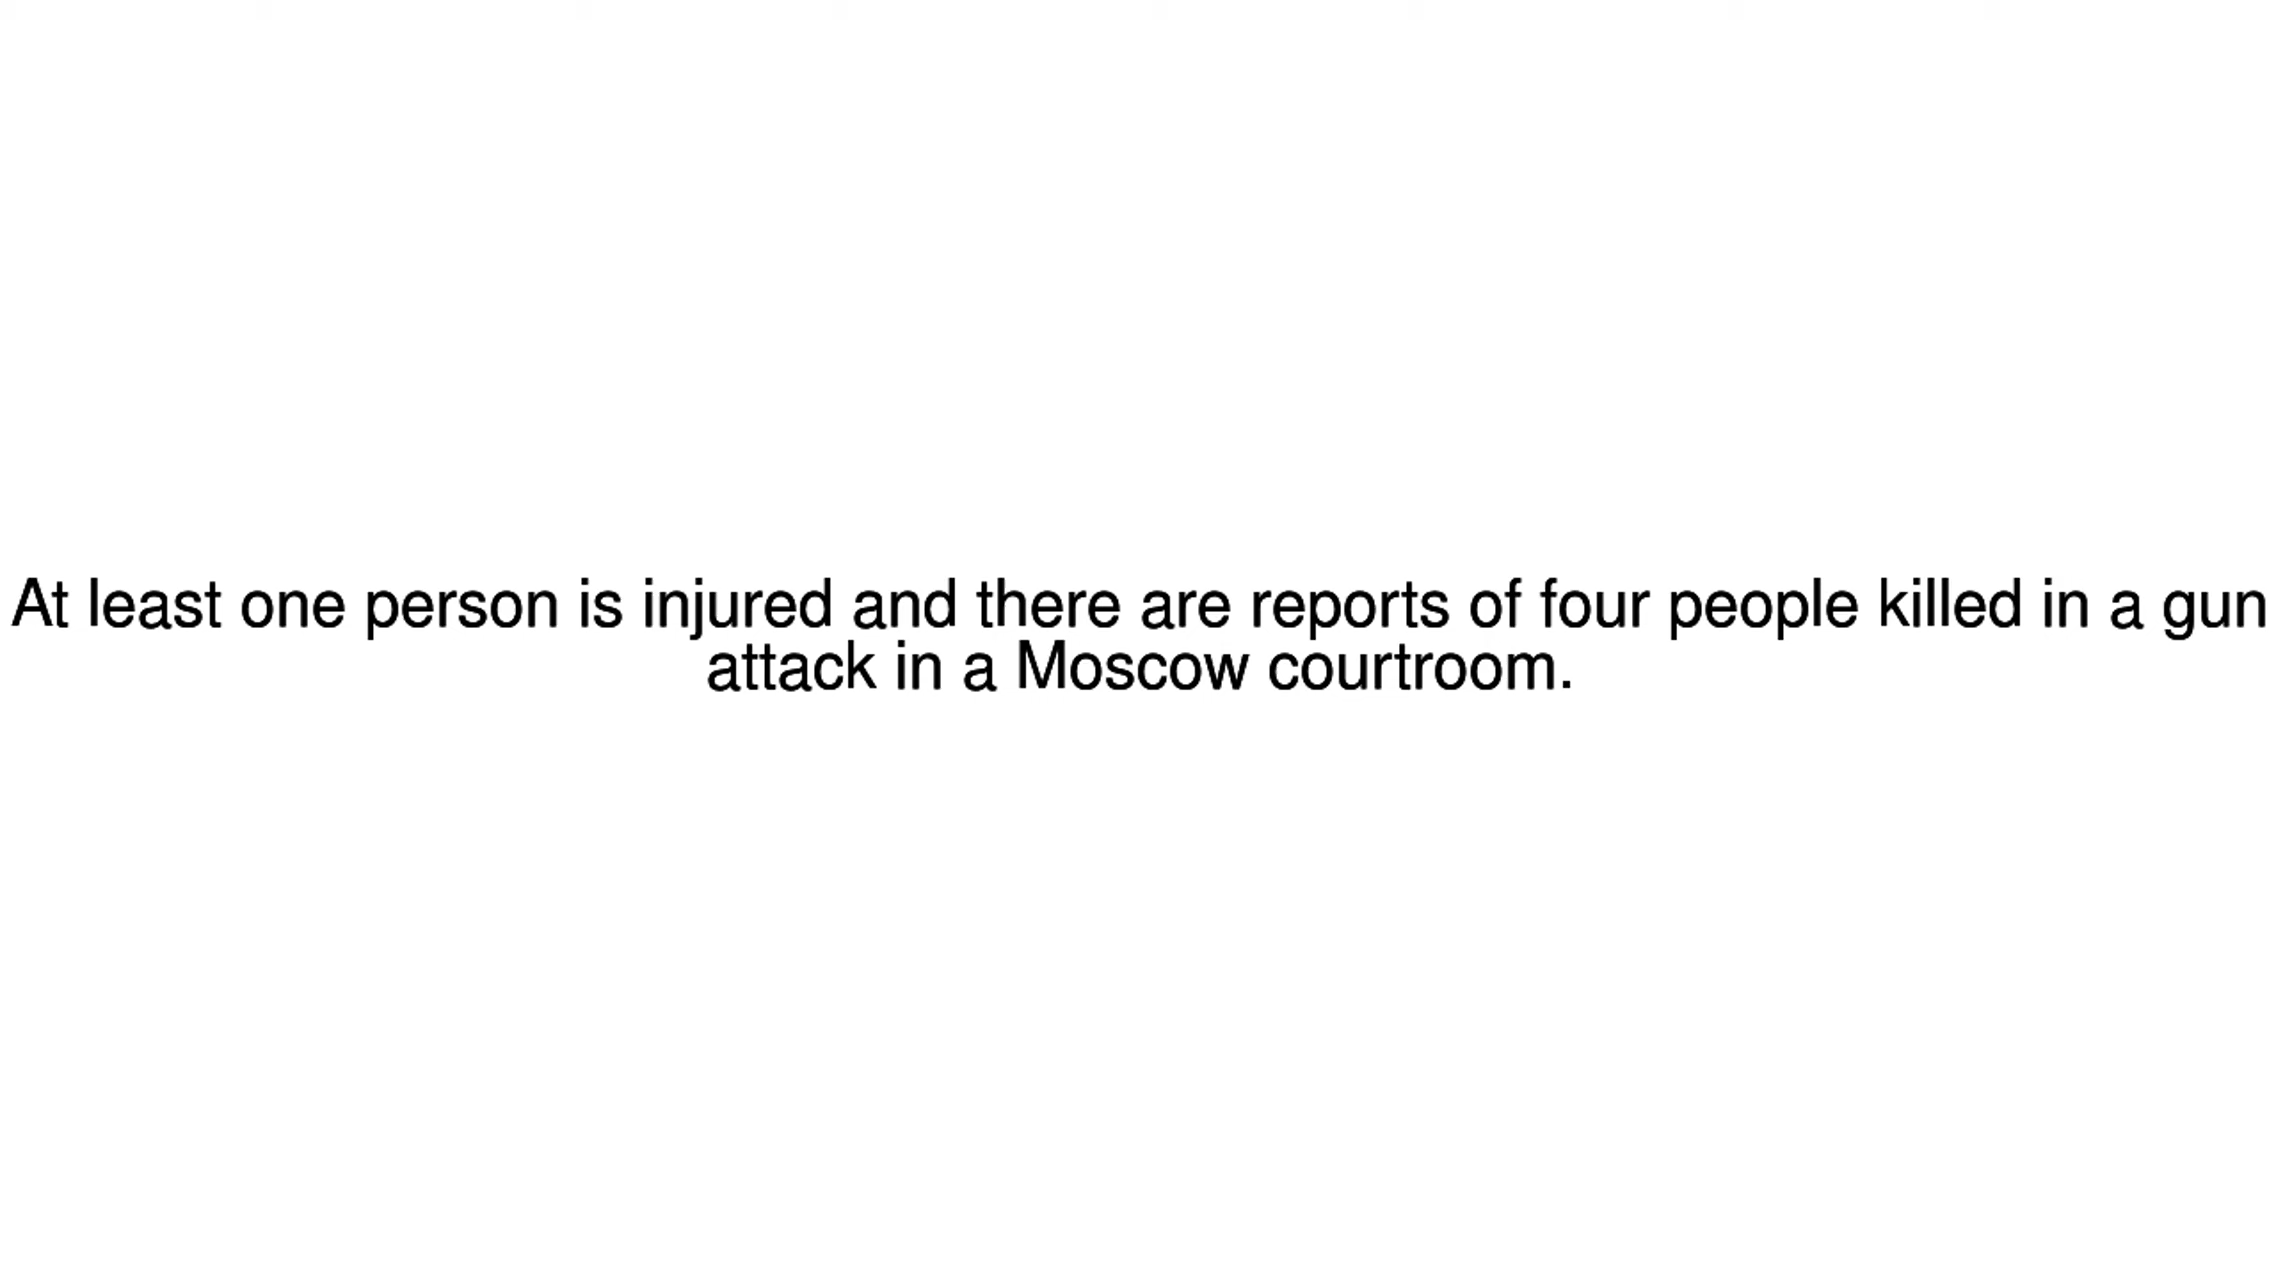 At least one person is injured and there are reports of four people killed in a gun
attack in a Moscow courtroom.